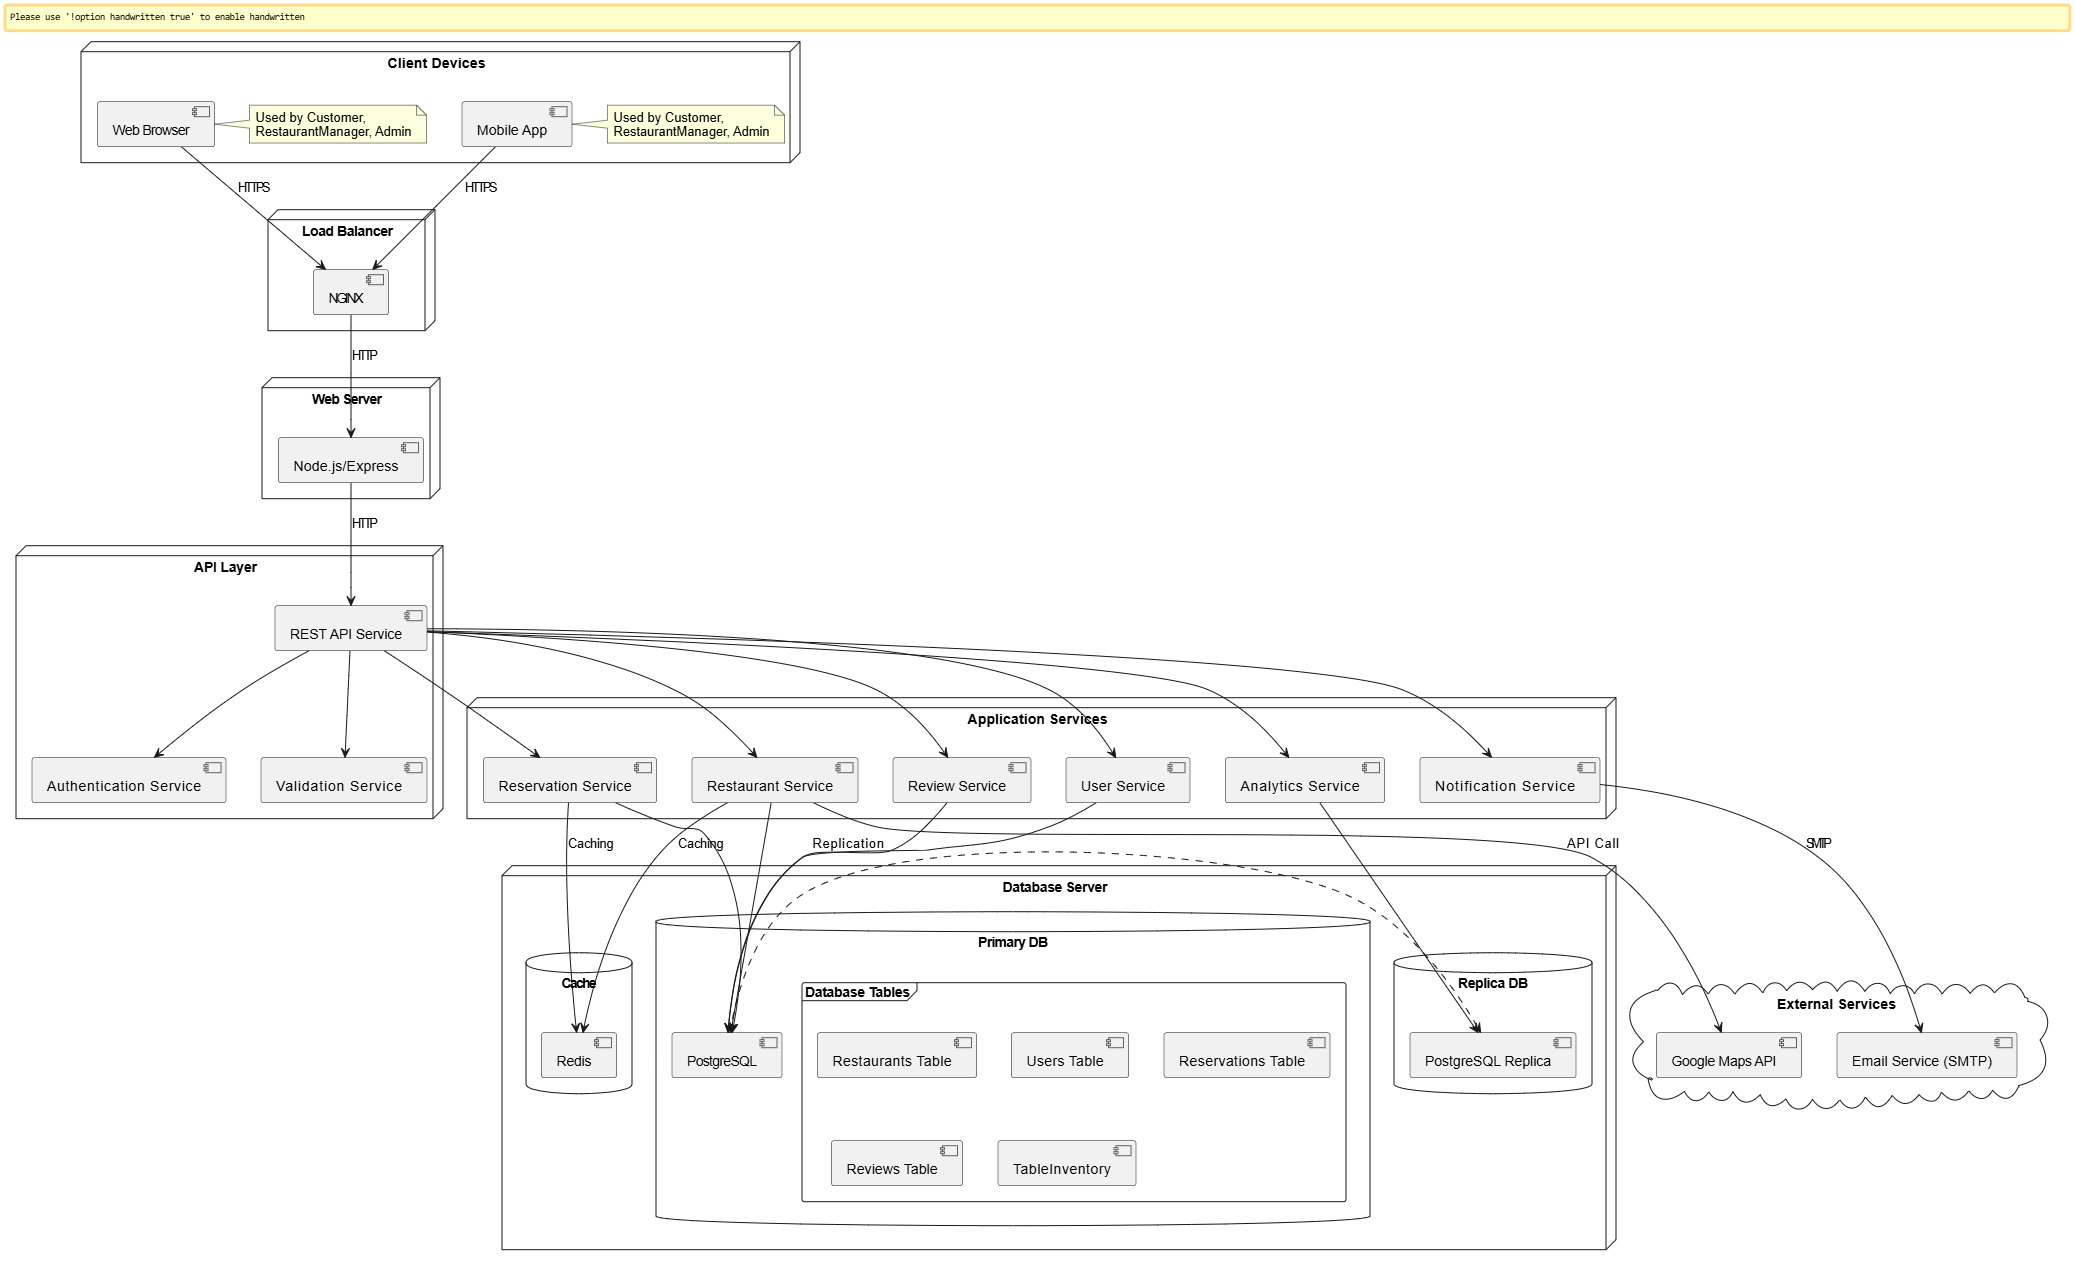 Please use '!option handwritten true' to enable handwritten
Client Devices
Web Browser
Used by Customer,
RestaurantManager, Admin
Mobile App
Used by Customer,
RestaurantManager, Admin
HTTPS
HTTPS
Load Balancer
NGINX
HTTP
Web Server
Node.js/Express
HTTP
API Layer
REST API Service
Authentication Service
Validation Service
Application Services
Reservation Service
Restaurant Service
Review Service
User Service
Analytics Service
Notification Service
Caching
Caching
Replication
API Call
SMTP
Database Server
Cache
Redis
Primary DB
PostgreSQL
Database Tables
Restaurants Table
Users Table
Reservations Table
Reviews Table
TableInventory
Replica DB
PostgreSQL Replica
External Services
Google Maps API
Email Service (SMTP)